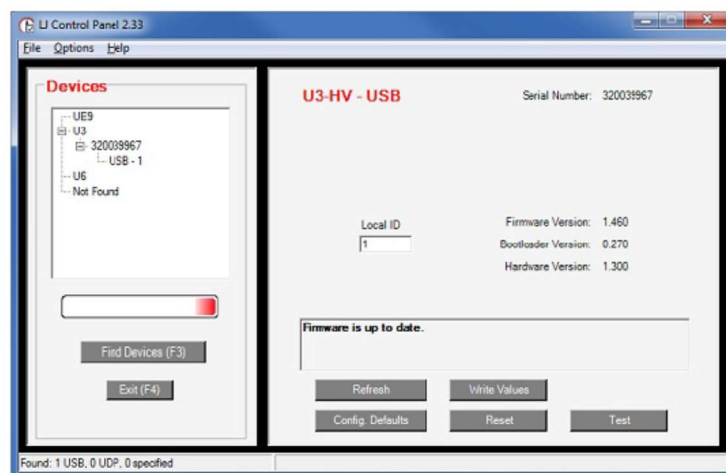 LJ Control Panel 2.33
File Options Help
Devices
UE9
U3
320039967
USB - 1
U6
Not Found
Find Devices (F3)
Exit (F4)
U3-HV - USB
Serial Number: 320039967
Local ID
1
Firmware Version: 1.460
Bootloader Version: 0.270
Hardware Version: 1.300
Firmware is up to date.
Refresh Write Values
Config. Defaults Reset Test
Found: 1 USB, 0 UDP, 0 specified